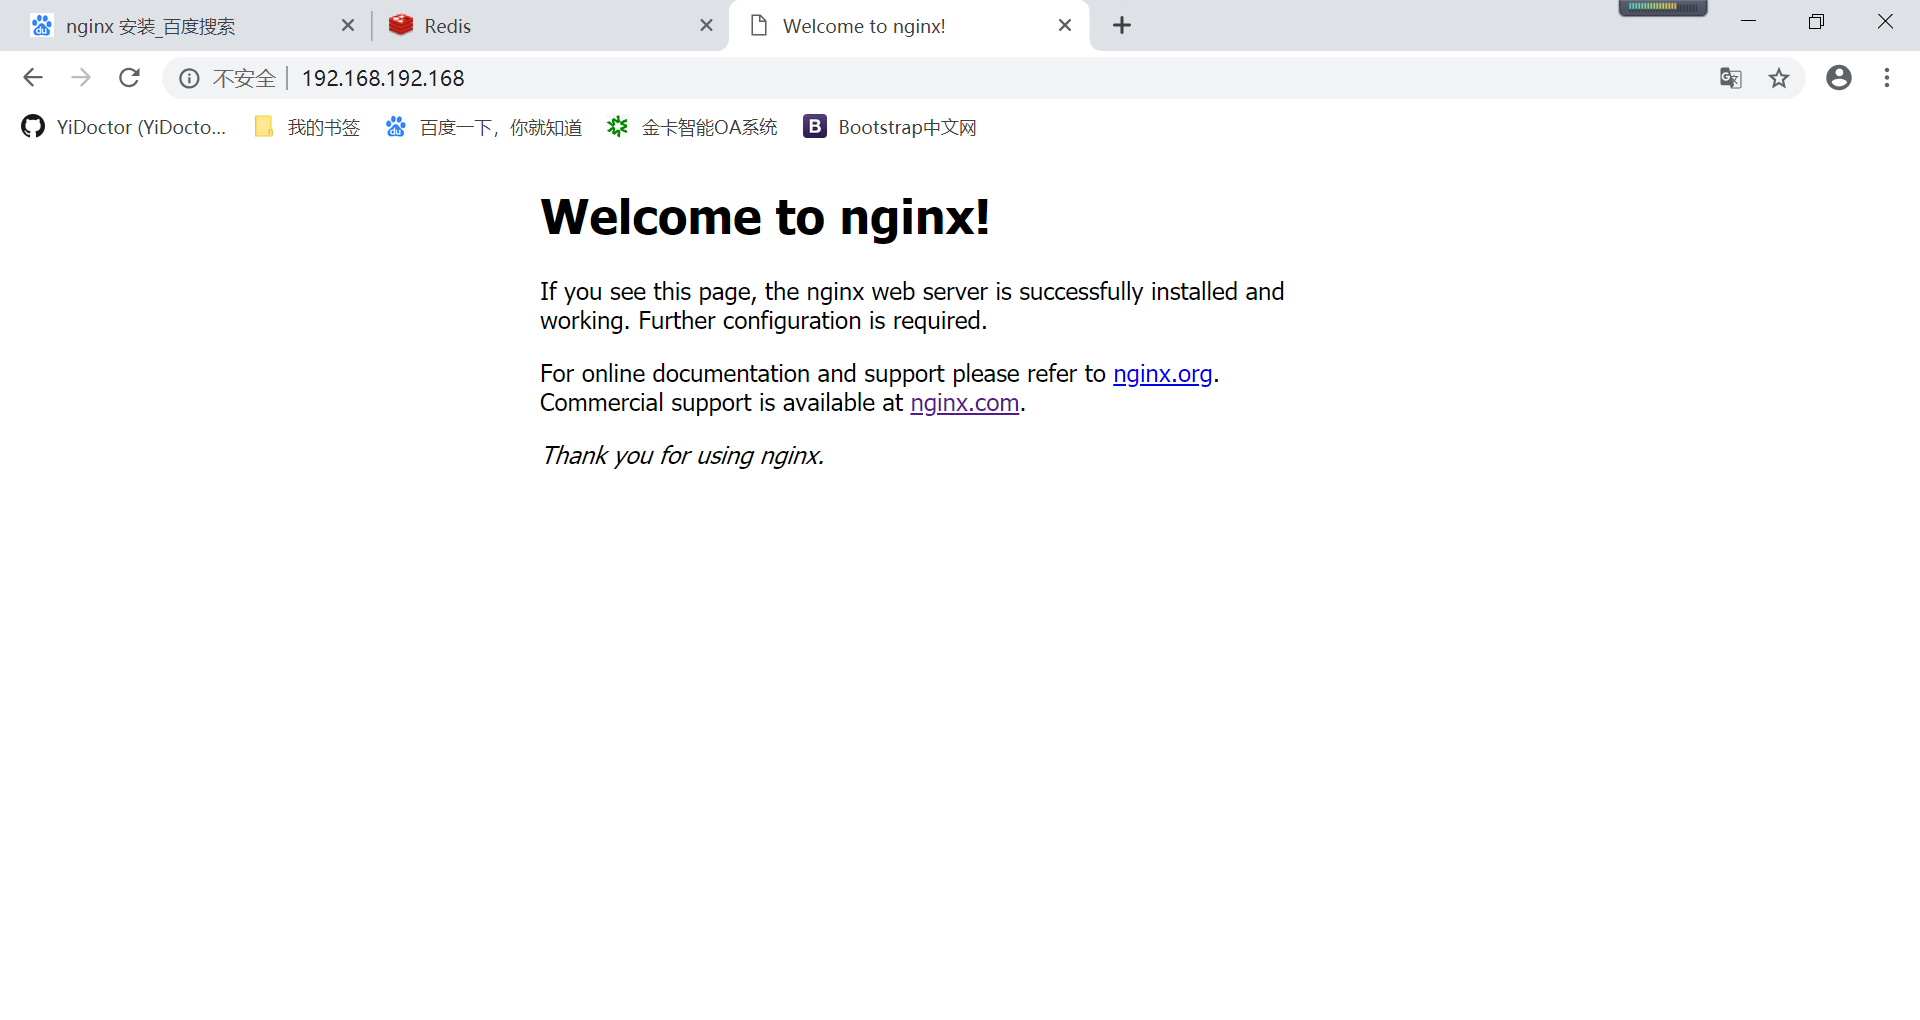 nginx 安装_百度搜索
Redis
Welcome to nginx!
不安全
192.168.192.168
YiDoctor (YiDocto...
我的书签
百度一下，你就知道
金卡智能OA系统
B
Bootstrap中文网
Welcome to nginx!
If you see this page, the nginx web server is successfully installed and
working. Further configuration is required.
For online documentation and support please refer to nginx.org.
Commercial support is available at nginx.com.
Thank you for using nginx.